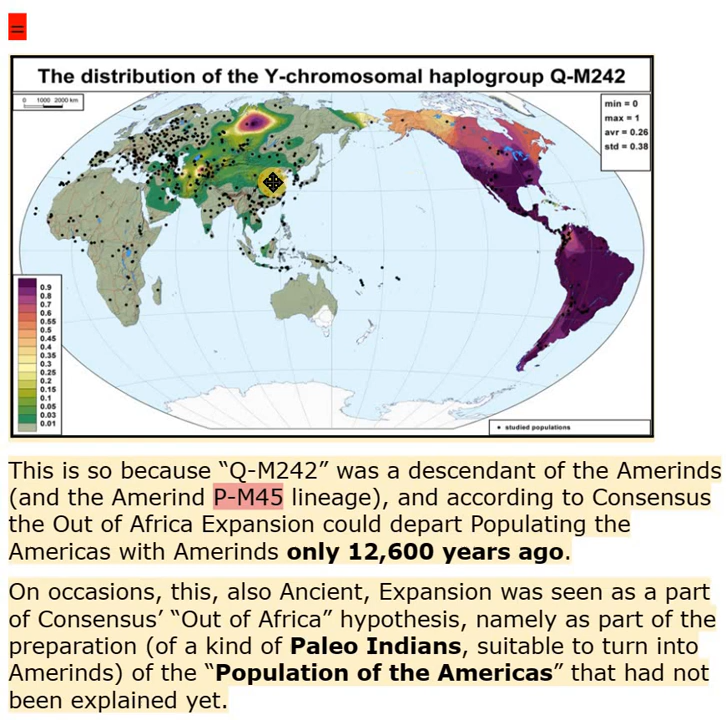 =
The distribution of the Y-chromosomal haplogroup Q-M242
0 1000 2000 km
min = 0
max = 1
avr = 0.26
std = 0.38
0.9
0.8
0.7
0.6
0.55
0.5
0.45
0.4
0.35
0.3
0.25
0.2
0.15
0.1
0.05
0.03
0.01
studied populations
This is so because “Q-M242” was a descendant of the Amerinds
(and the Amerind P-M45 lineage), and according to Consensus
the Out of Africa Expansion could depart Populating the
Americas with Amerinds only 12,600 years ago.
On occasions, this, also Ancient, Expansion was seen as a part
of Consensus’ “Out of Africa” hypothesis, namely as part of the
preparation (of a kind of Paleo Indians, suitable to turn into
Amerinds) of the “Population of the Americas” that had not
been explained yet.